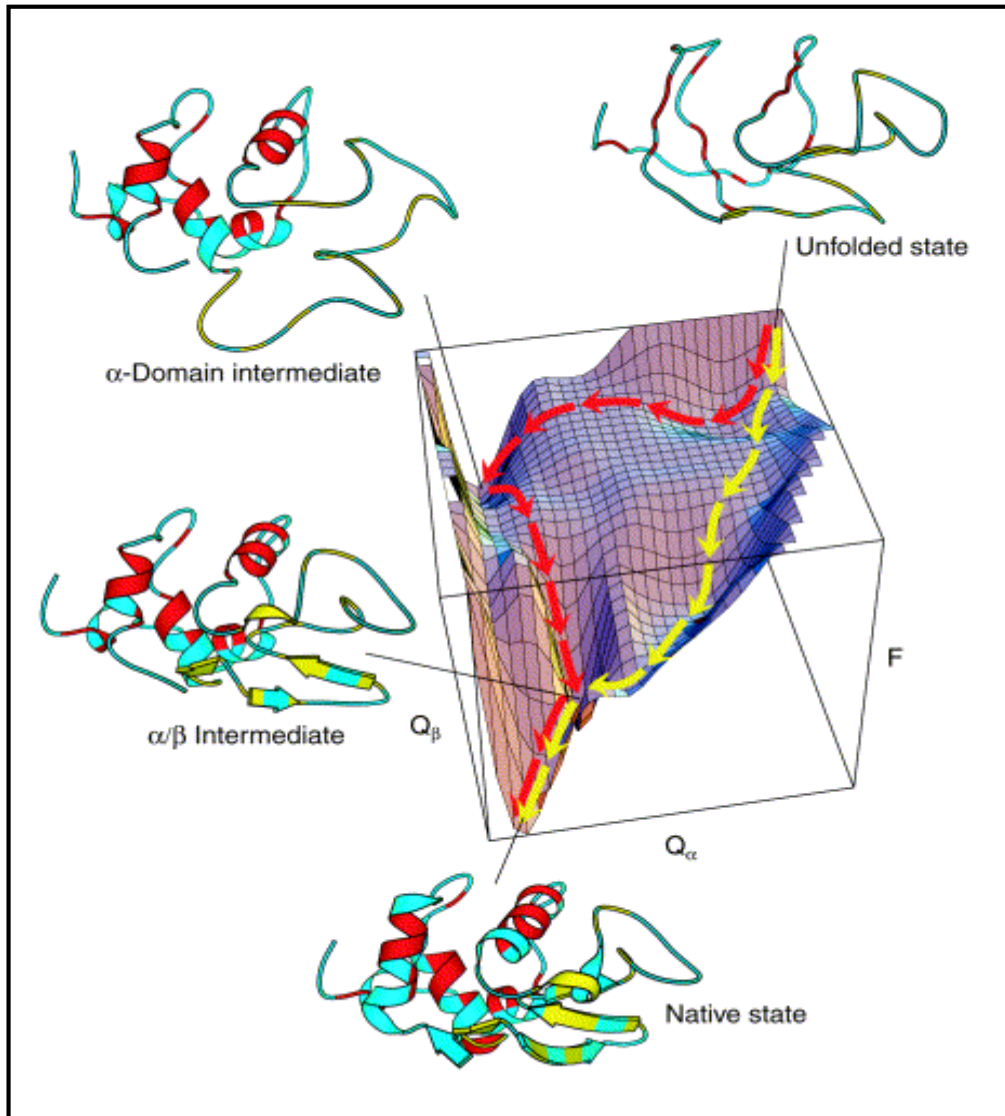 Unfolded state
α-Domain intermediate
α/β Intermediate
Qβ
F
Qα
Native state